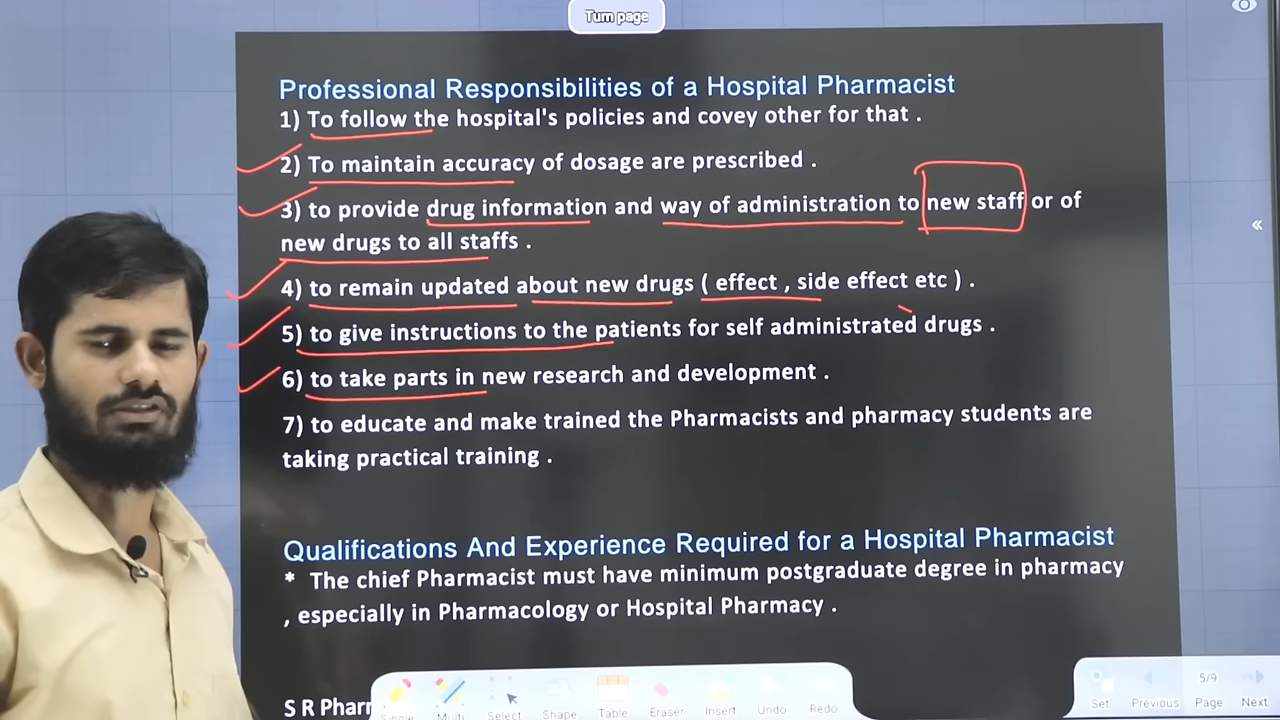 Turn page
Professional Responsibilities of a Hospital Pharmacist
1) To follow the hospital's policies and covey other for that .
2) To maintain accuracy of dosage are prescribed .
3) to provide drug information and way of administration to new staff or of
new drugs to all staffs .
4) to remain updated about new drugs ( effect , side effect etc ) .
5) to give instructions to the patients for self administrated drugs .
6) to take parts in new research and development .
7) to educate and make trained the Pharmacists and pharmacy students are
taking practical training .
Qualifications And Experience Required for a Hospital Pharmacist
* The chief Pharmacist must have minimum postgraduate degree in pharmacy
, especially in Pharmacology or Hospital Pharmacy .
S R Pharm
Single Multi Select Shape Table Eraser Insert Undo Redo
5/9
Set Previous Page Next